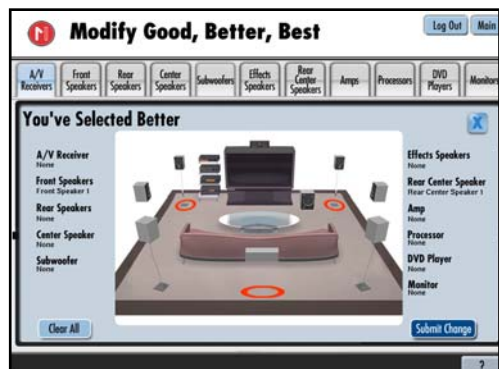 N
Modify Good, Better, Best
Log Out
Main
A/V Receivers
Front Speakers
Rear Speakers
Center Speakers
Subwoofers
Effects Speakers
Rear Center Speakers
Amps
Processors
DVD Players
Monitors
You've Selected Better
X
A/V Receiver
None
Front Speakers
Front Speaker 1
Rear Speakers
None
Center Speaker
None
Subwoofer
None
Effects Speakers
None
Rear Center Speaker
Rear Center Speaker 1
Amp
None
Processor
None
DVD Player
None
Monitor
None
Clear All
Submit Change
?